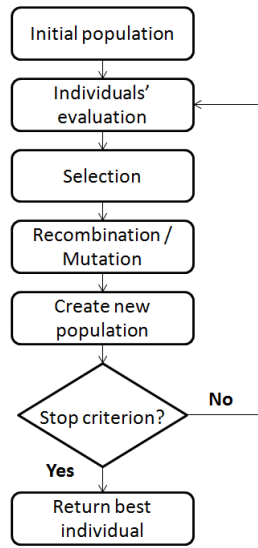 Initial population
Individuals’
evaluation
Selection
Recombination /
Mutation
Create new
population
Stop criterion?
No
Yes
Return best
individual